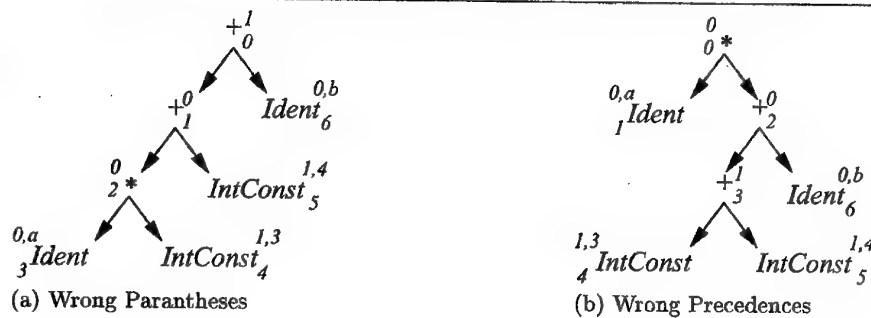 + 1 0
0 0 *
+ 0 1 Ident 0,b 6
0,a 1 Ident + 0 2
0 2 * IntConst 1,4 5
+ 1 3 Ident 0,b 6
0,a 3 Ident IntConst 1,3 4
1,3 4 IntConst IntConst 1,4 5
(a) Wrong Parantheses
(b) Wrong Precedences